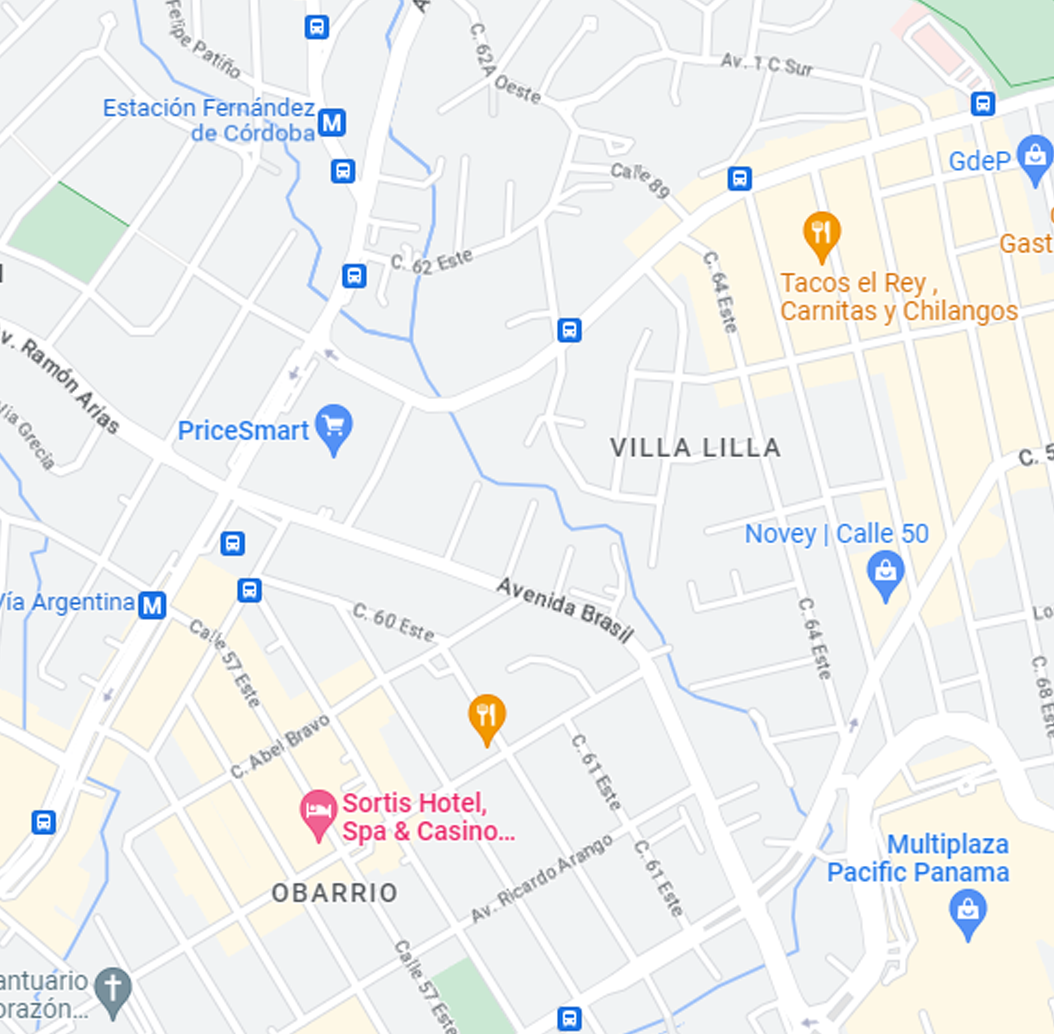 Felipe Patiño
C. 62A Oeste
Av. 1 C Sur
Estación Fernández
de Córdoba
M
GdeP
Calle 89
Gast
C. 62 Este
C. 64 Este
Tacos el Rey ,
Carnitas y Chilangos
v. Ramón Arias
Vía Grecia
PriceSmart
VILLA LILLA
C. 5
Novey | Calle 50
Vía Argentina
M
Avenida Brasil
C. 60 Este
Calle 57 Este
C. 64 Este
Lo
C. 68 Este
C. Abel Bravo
C. 61 Este
Sortis Hotel,
Spa & Casino...
Multiplaza
Pacific Panama
OBARRIO
Av. Ricardo Arango
C. 61 Este
Calle 57 Este
antuario
orazón...